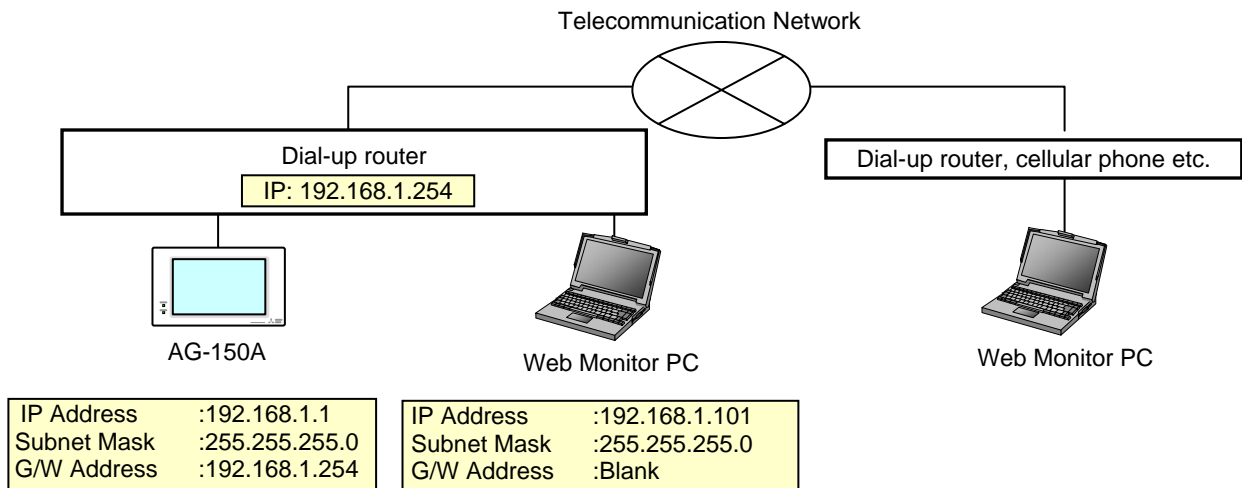 Telecommunication Network
Dial-up router
IP: 192.168.1.254
Dial-up router, cellular phone etc.
AG-150A
Web Monitor PC
Web Monitor PC
IP Address :192.168.1.1
Subnet Mask :255.255.255.0
G/W Address :192.168.1.254
IP Address :192.168.1.101
Subnet Mask :255.255.255.0
G/W Address :Blank